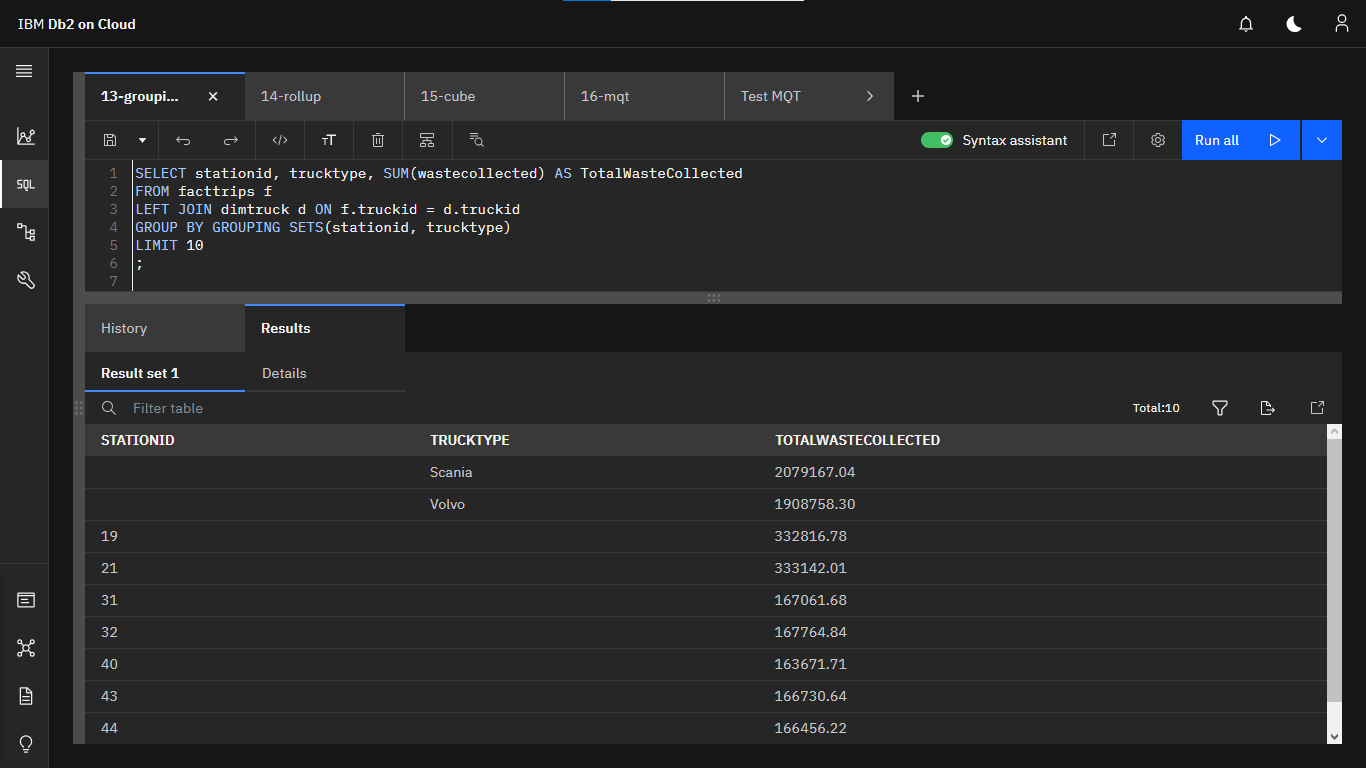 IBM Db2 on Cloud
13-groupi...
14-rollup
15-cube
16-mqt
Test MQT
</>
TT
Syntax assistant
Run all
SQL
1 SELECT stationid, trucktype, SUM(wastecollected) AS TotalWasteCollected
2 FROM facttrips f
3 LEFT JOIN dimtruck d ON f.truckid = d.truckid
4 GROUP BY GROUPING SETS(stationid, trucktype)
5 LIMIT 10
6 ;
7
History
Results
Result set 1
Details
Filter table
Total:10
STATIONID TRUCKTYPE TOTALWASTECOLLECTED
Scania 2079167.04
Volvo 1908758.30
19 332816.78
21 333142.01
31 167061.68
32 167764.84
40 163671.71
43 166730.64
44 166456.22